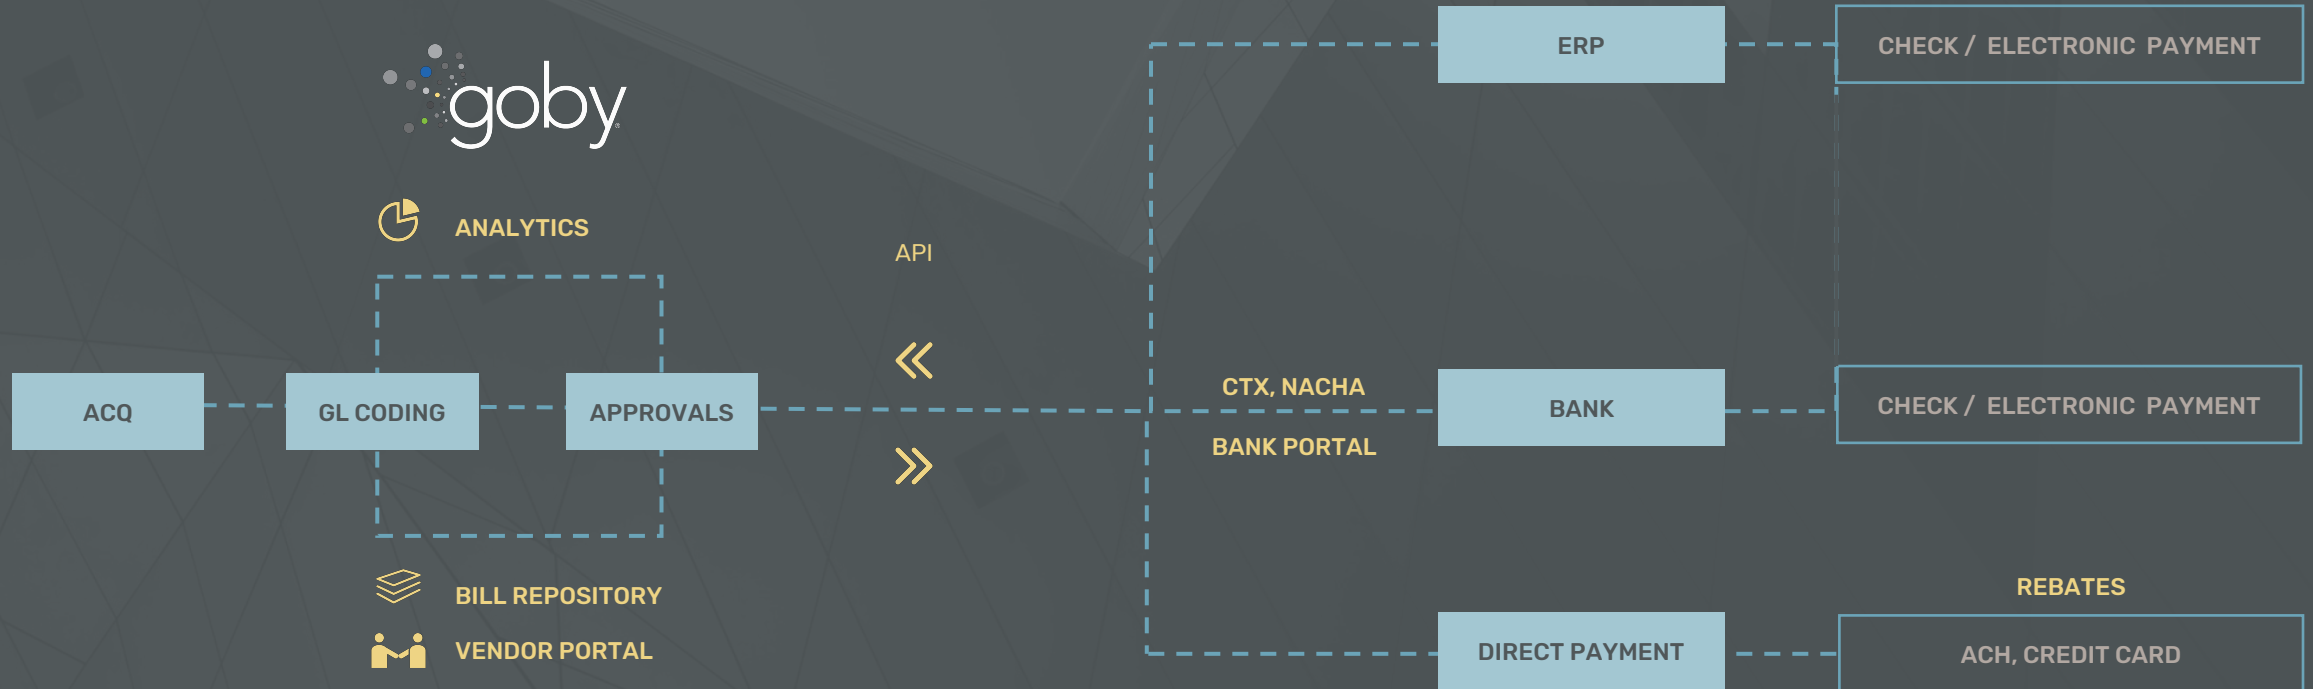 goby
ANALYTICS
ACQ
GL CODING
APPROVALS
BILL REPOSITORY
VENDOR PORTAL
API
CTX, NACHA
BANK PORTAL
ERP
CHECK / ELECTRONIC PAYMENT
BANK
CHECK / ELECTRONIC PAYMENT
DIRECT PAYMENT
REBATES
ACH, CREDIT CARD